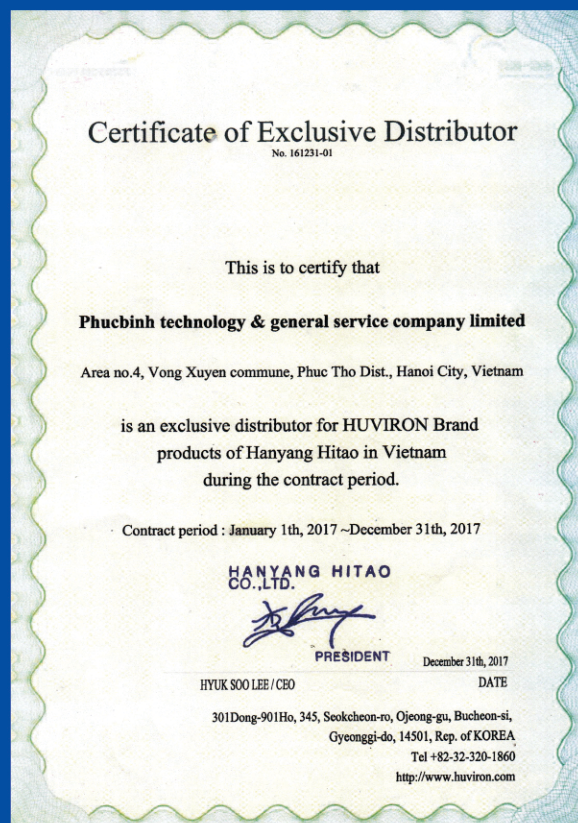 Certificate of Exclusive Distributor
No. 161231-01
This is to certify that
Phucbinh technology & general service company limited
Area no.4, Vong Xuyen commune, Phuc Tho Dist., Hanoi City, Vietnam
is an exclusive distributor for HUVIRON Brand
products of Hanyang Hitao in Vietnam
during the contract period.
Contract period : January 1th, 2017 ~December 31th, 2017
HANYANG HITAO
CO.,LTD.
PRESIDENT
December 31th, 2017
HYUK SOO LEE / CEO
DATE
301Dong-901Ho, 345, Seokcheon-ro, Ojeong-gu, Bucheon-si,
Gyeonggi-do, 14501, Rep. of KOREA
Tel +82-32-320-1860
http://www.huviron.com